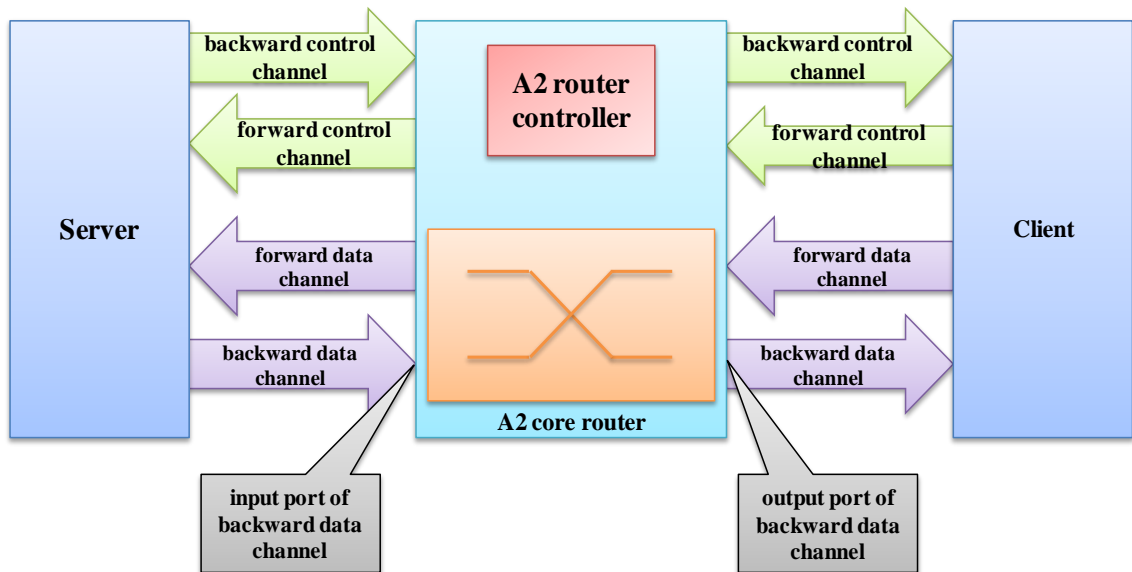 backward control
channel
backward control
channel
A2 router
controller
forward control
channel
forward control
channel
Server
Client
forward data
channel
forward data
channel
backward data
channel
backward data
channel
A2 core router
input port of
backward data
channel
output port of
backward data
channel